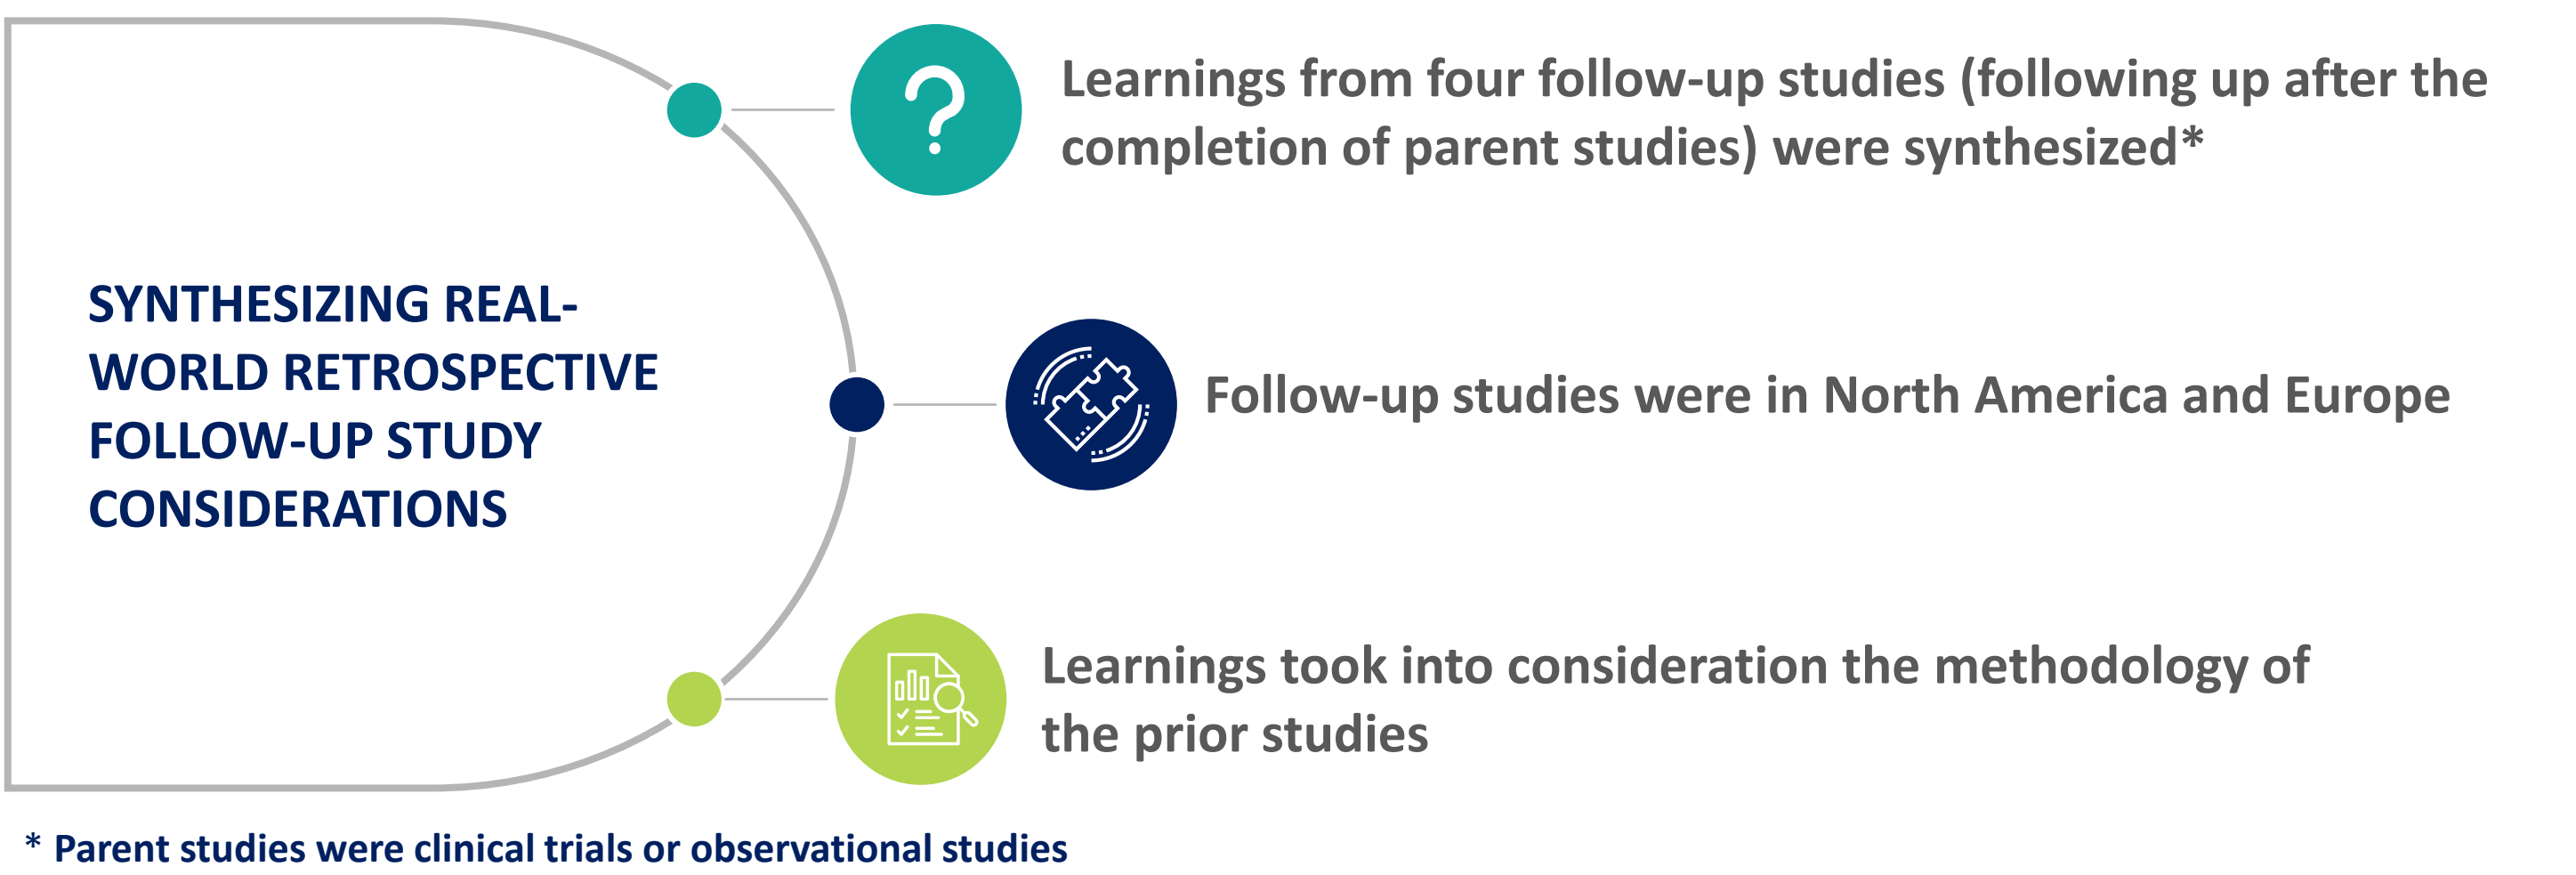 SYNTHESIZING REAL-
WORLD RETROSPECTIVE
FOLLOW-UP STUDY
CONSIDERATIONS
Learnings from four follow-up studies (following up after the
completion of parent studies) were synthesized*
Follow-up studies were in North America and Europe
Learnings took into consideration the methodology of
the prior studies
* Parent studies were clinical trials or observational studies